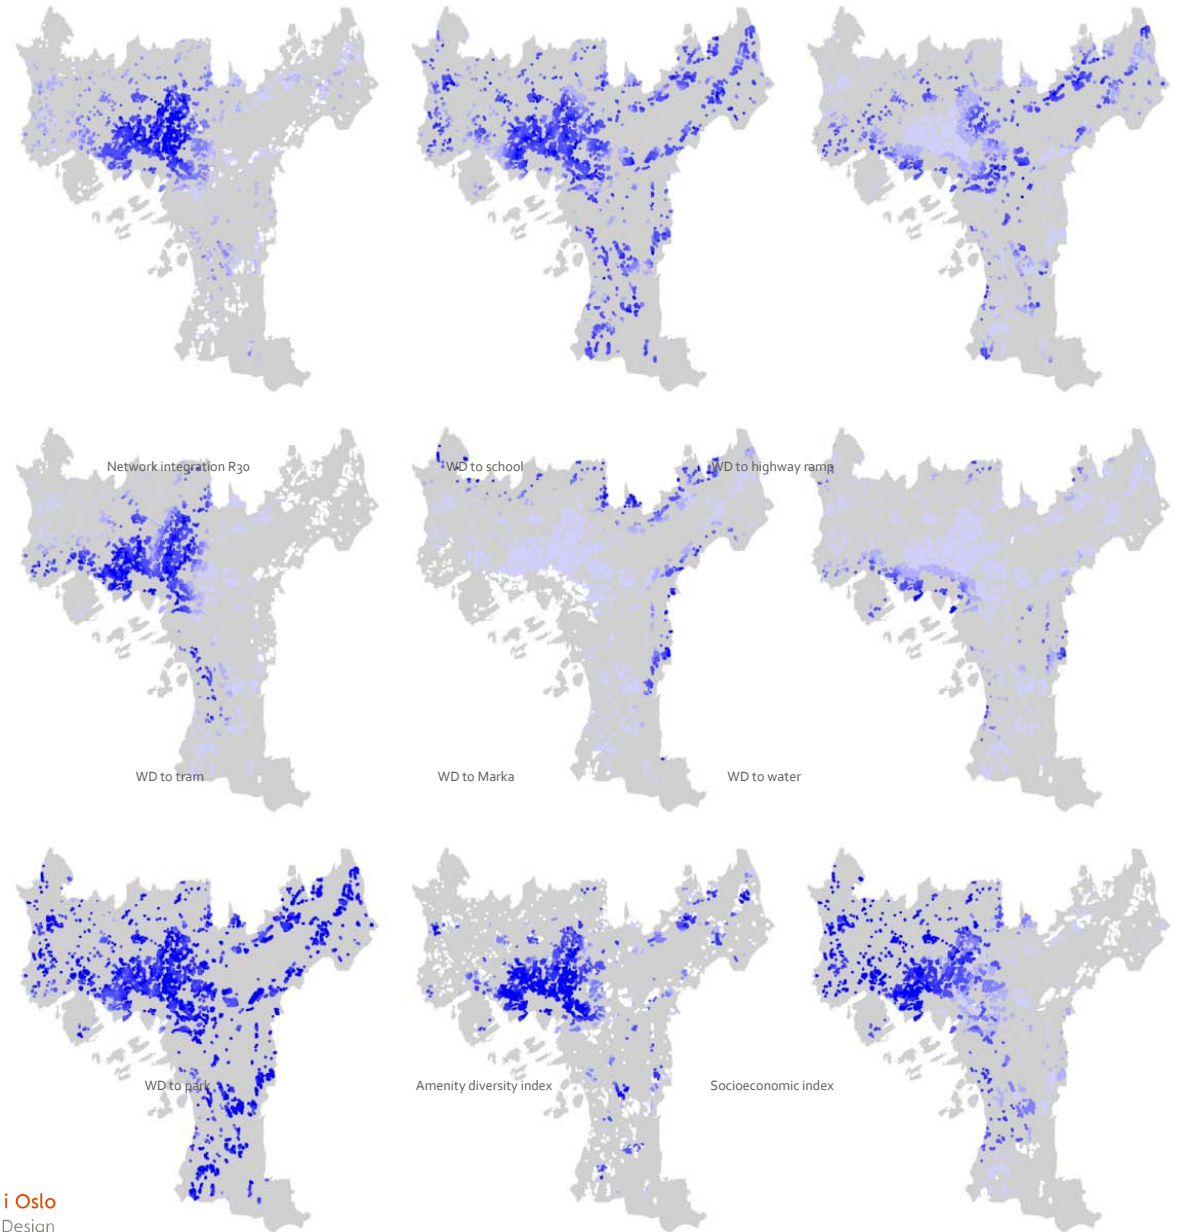 Network integration R30
WD to school
WD to highway ramp
WD to tram
WD to Marka
WD to water
WD to park
Amenity diversity index
Socioeconomic index
i Oslo
Design